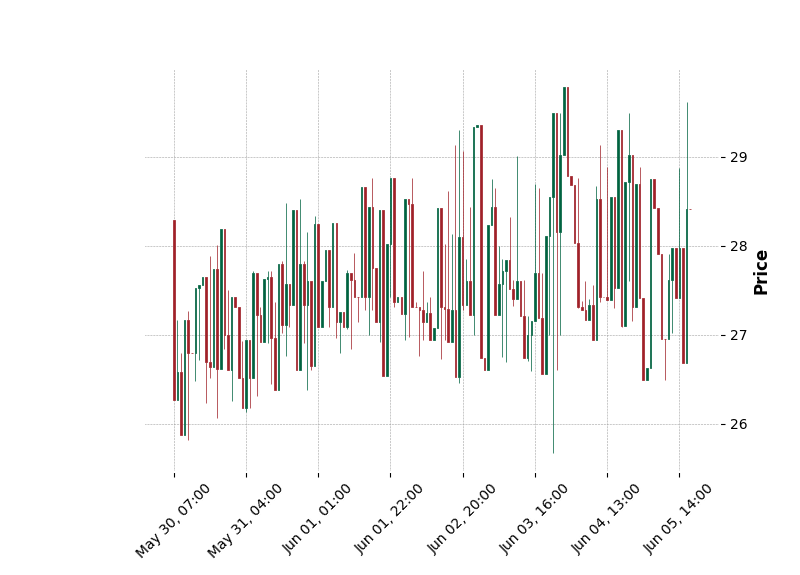 29
28
27
26
Price
May 30, 07:00
May 31, 04:00
Jun 01, 01:00
Jun 01, 22:00
Jun 02, 20:00
Jun 03, 16:00
Jun 04, 13:00
Jun 05, 14:00